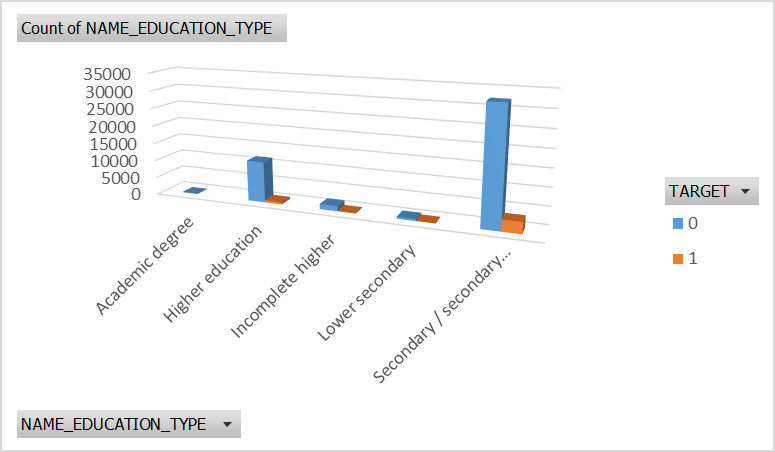 Count of NAME_EDUCATION_TYPE
35000
30000
25000
20000
15000
10000
5000
0
Academic degree
Higher education
Incomplete higher
Lower secondary
Secondary / secondary...
TARGET
0
1
NAME_EDUCATION_TYPE